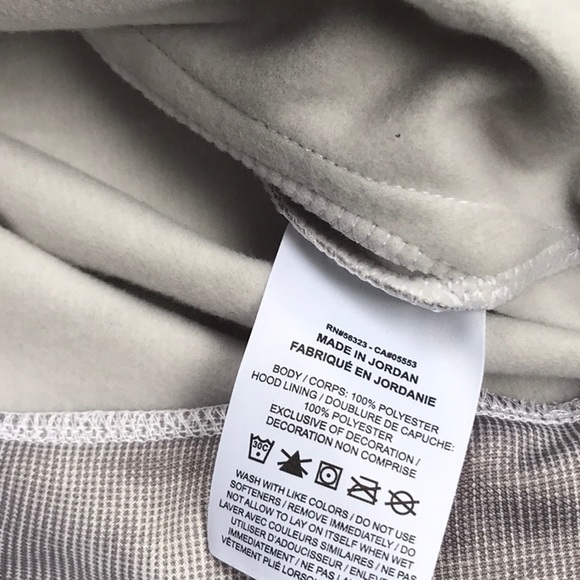 RN#56323 - CA#05553
MADE IN JORDAN
FABRIQUÉ EN JORDANIE
BODY / CORPS: 100% POLYESTER
HOOD LINING / DOUBLURE DE CAPUCHE:
100% POLYESTER
EXCLUSIVE OF DECORATION /
DECORATION NON COMPRISE
30C
WASH WITH LIKE COLORS / DO NOT USE
SOFTENERS / REMOVE IMMEDIATELY / DO
NOT ALLOW TO LAY ON ITSELF WHEN WET
LAVER AVEC COULEURS SIMILAIRES / NE PAS
UTILISER D'ADOUCISSEUR / ENLEVER
IMMÉDIATEMENT / NE PAS
VÊTEMENT PLIÉ